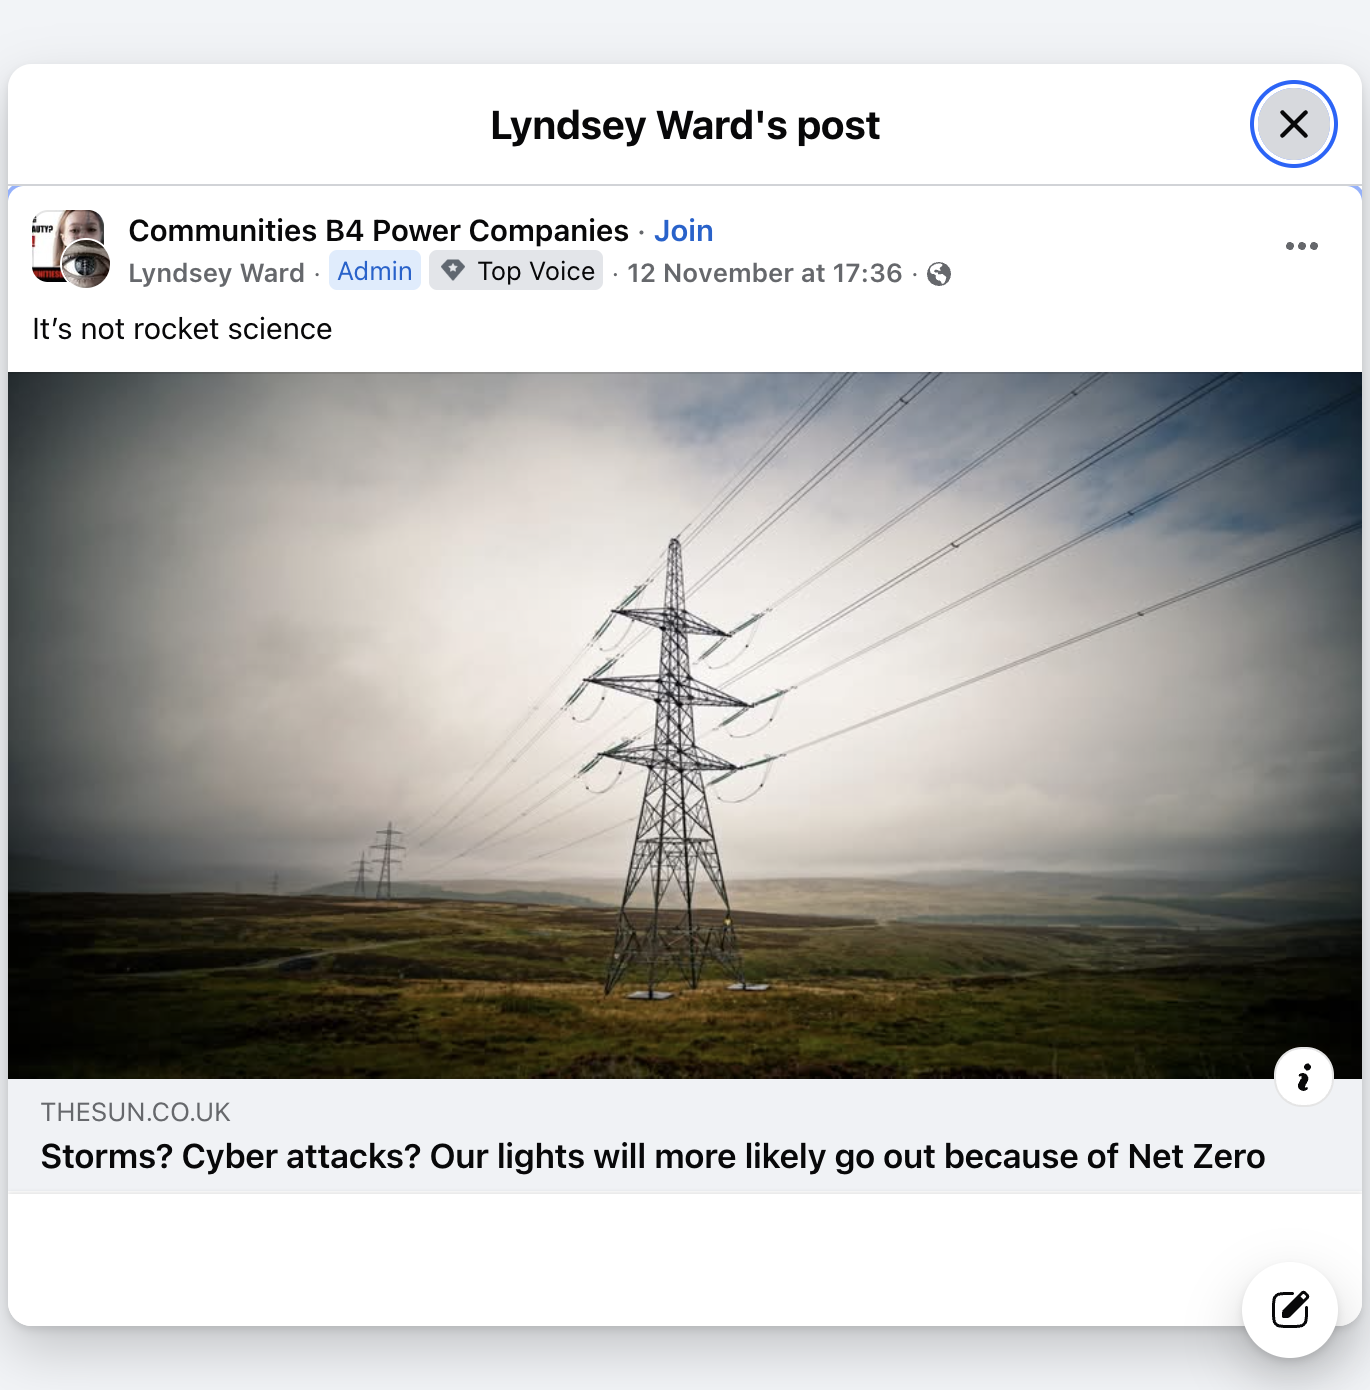 Lyndsey Ward's post
Communities B4 Power Companies · Join
Lyndsey Ward · Admin Top Voice · 12 November at 17:36 ·
It’s not rocket science
THESUN.CO.UK
Storms? Cyber attacks? Our lights will more likely go out because of Net Zero